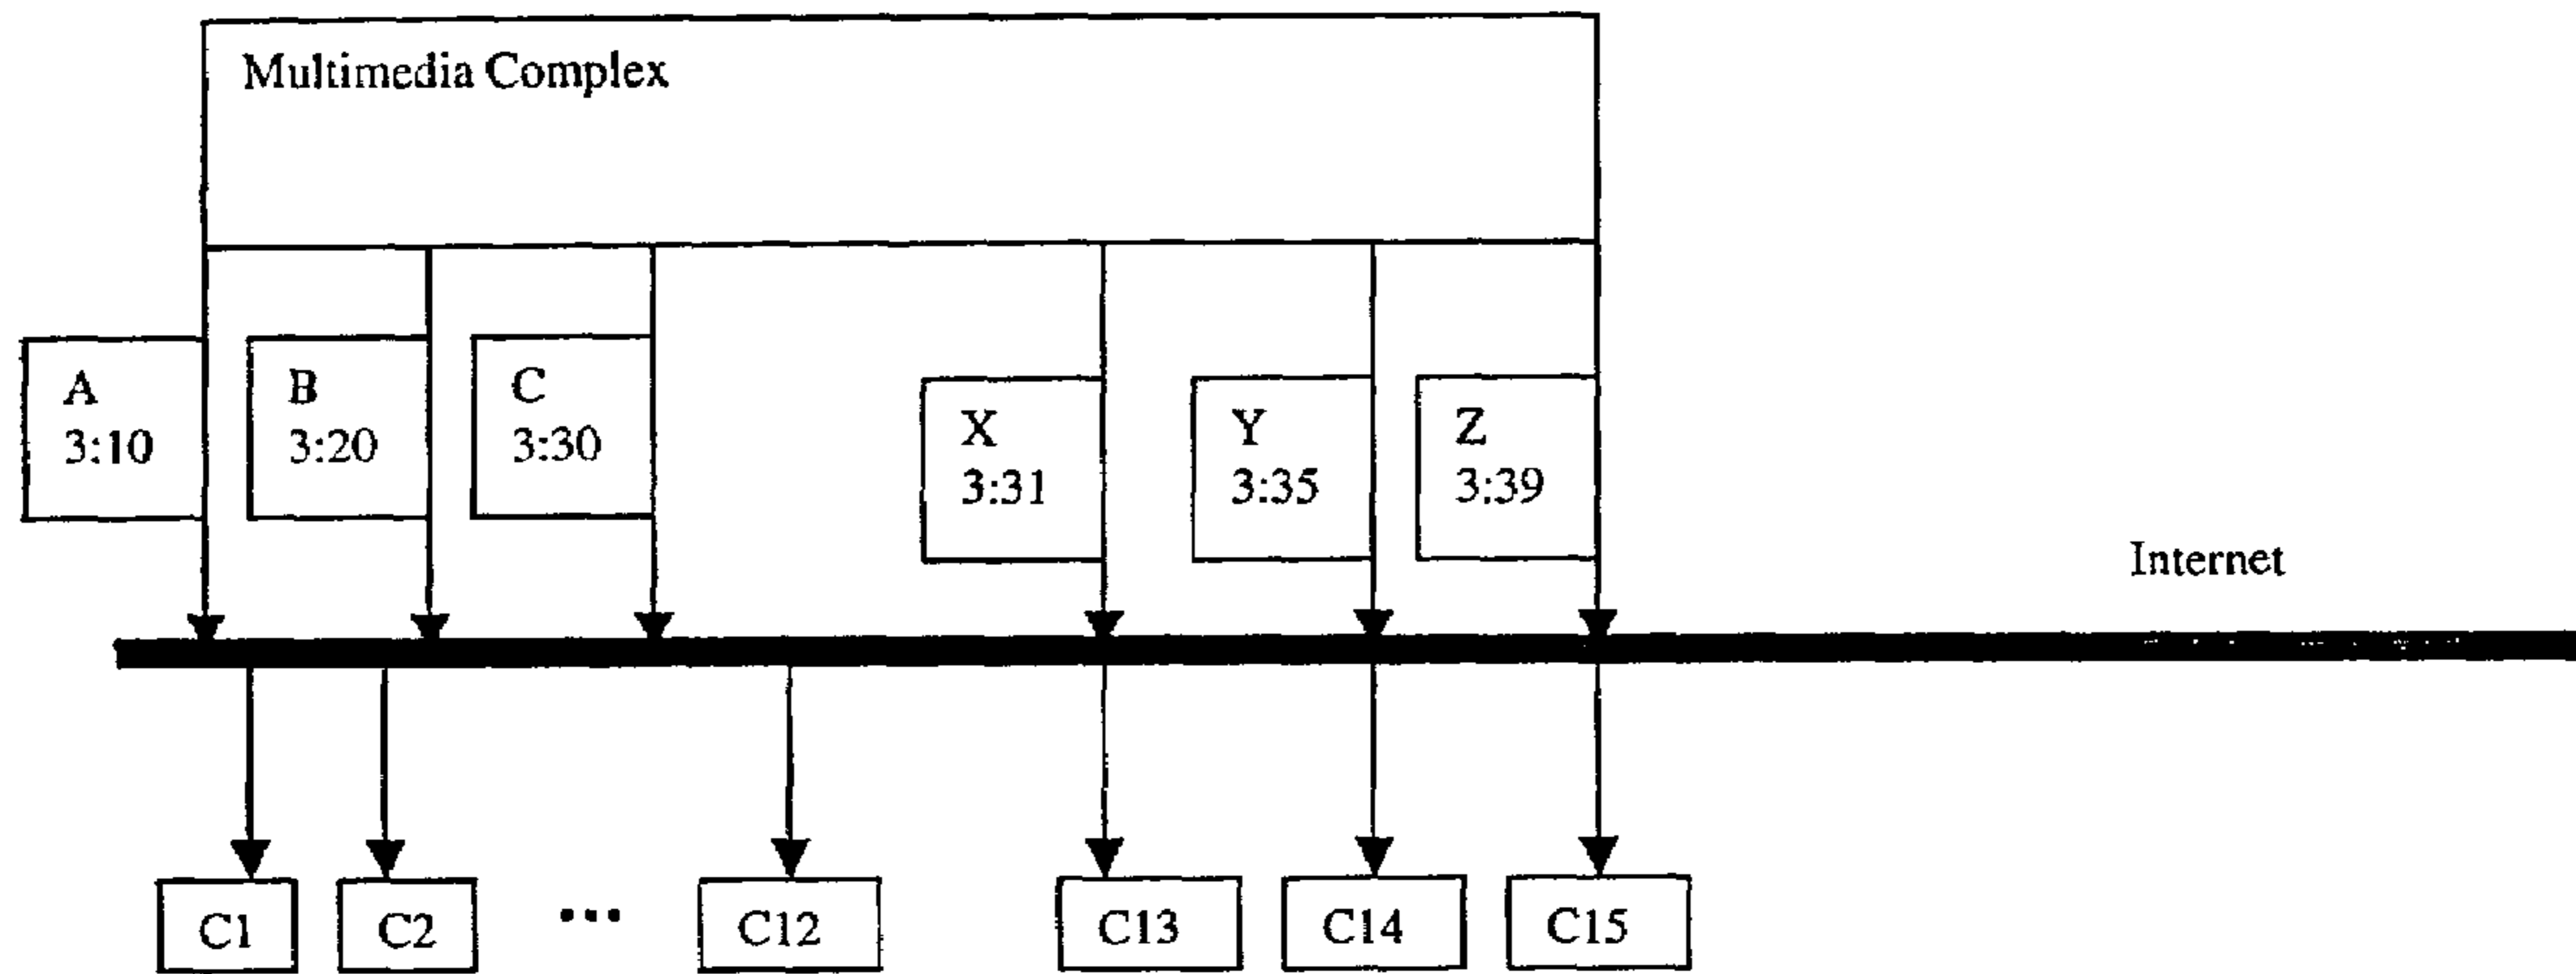 Multimedia Complex
A
3:10
B
3:20
C
3:30
X
3:31
Y
3:35
Z
3:39
Internet
C1
C2
...
C12
C13
C14
C15